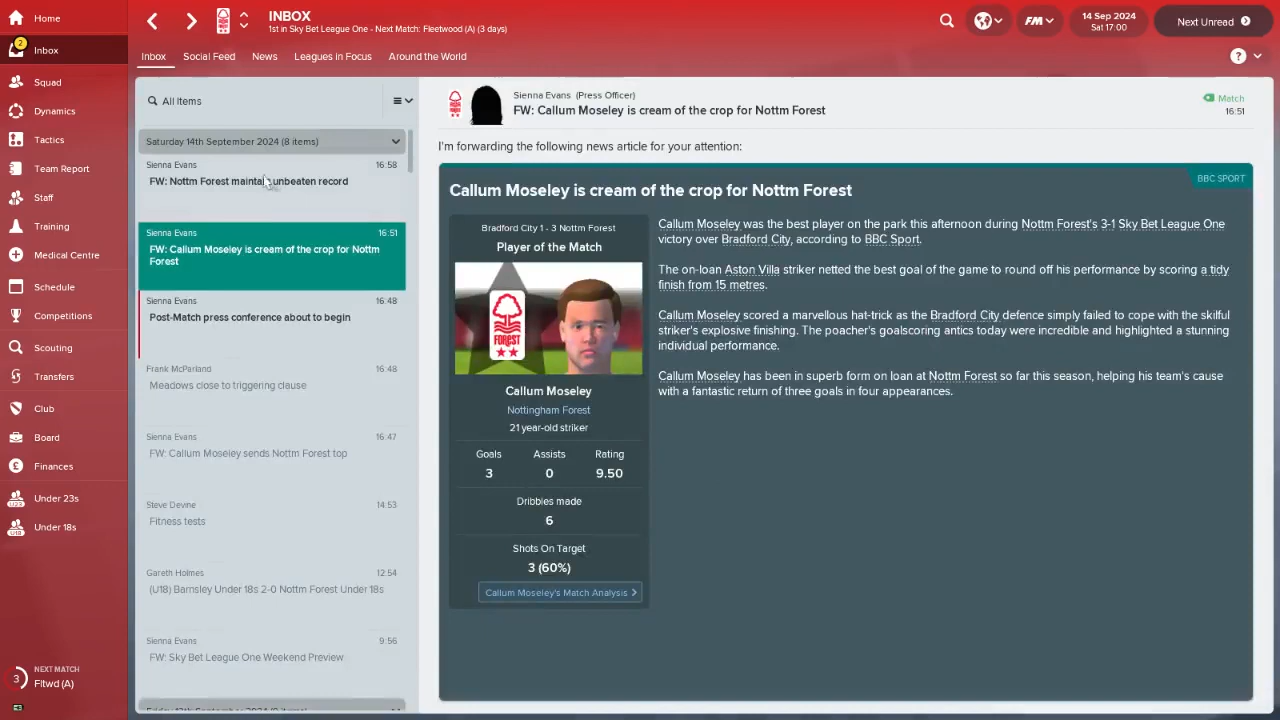 Home
2
Inbox
Squad
Dynamics
Tactics
Team Report
Staff
Training
Medical Centre
Schedule
Competitions
Scouting
Transfers
Club
Board
Finances
Under 23s
Under 18s
3
NEXT MATCH
Fltwd (A)
INBOX
1st in Sky Bet League One - Next Match: Fleetwood (A) (3 days)
FM
14 Sep 2024
Sat 17:00
Next Unread
Inbox
Social Feed
News
Leagues in Focus
Around the World
?
All Items
Saturday 14th September 2024 (8 items)
Sienna Evans 16:58
FW: Nottm Forest maintain unbeaten record
Sienna Evans 16:51
FW: Callum Moseley is cream of the crop for Nottm
Forest
Sienna Evans 16:48
Post-Match press conference about to begin
Frank McParland 16:48
Meadows close to triggering clause
Sienna Evans 16:47
FW: Callum Moseley sends Nottm Forest top
Steve Devine 14:53
Fitness tests
Gareth Holmes 12:54
(U18) Barnsley Under 18s 2-0 Nottm Forest Under 18s
Sienna Evans 9:56
FW: Sky Bet League One Weekend Preview
Sienna Evans (Press Officer)
FW: Callum Moseley is cream of the crop for Nottm Forest
Match
16:51
I'm forwarding the following news article for your attention:
BBC SPORT
Callum Moseley is cream of the crop for Nottm Forest
Bradford City 1 - 3 Nottm Forest
Player of the Match
FOREST
Callum Moseley
Nottingham Forest
21 year-old striker
Goals Assists Rating
3 0 9.50
Dribbles made
6
Shots On Target
3 (60%)
Callum Moseley's Match Analysis
Callum Moseley was the best player on the park this afternoon during Nottm Forest's 3-1 Sky Bet League One
victory over Bradford City, according to BBC Sport.
The on-loan Aston Villa striker netted the best goal of the game to round off his performance by scoring a tidy
finish from 15 metres.
Callum Moseley scored a marvellous hat-trick as the Bradford City defence simply failed to cope with the skilful
striker's explosive finishing. The poacher's goalscoring antics today were incredible and highlighted a stunning
individual performance.
Callum Moseley has been in superb form on loan at Nottm Forest so far this season, helping his team's cause
with a fantastic return of three goals in four appearances.